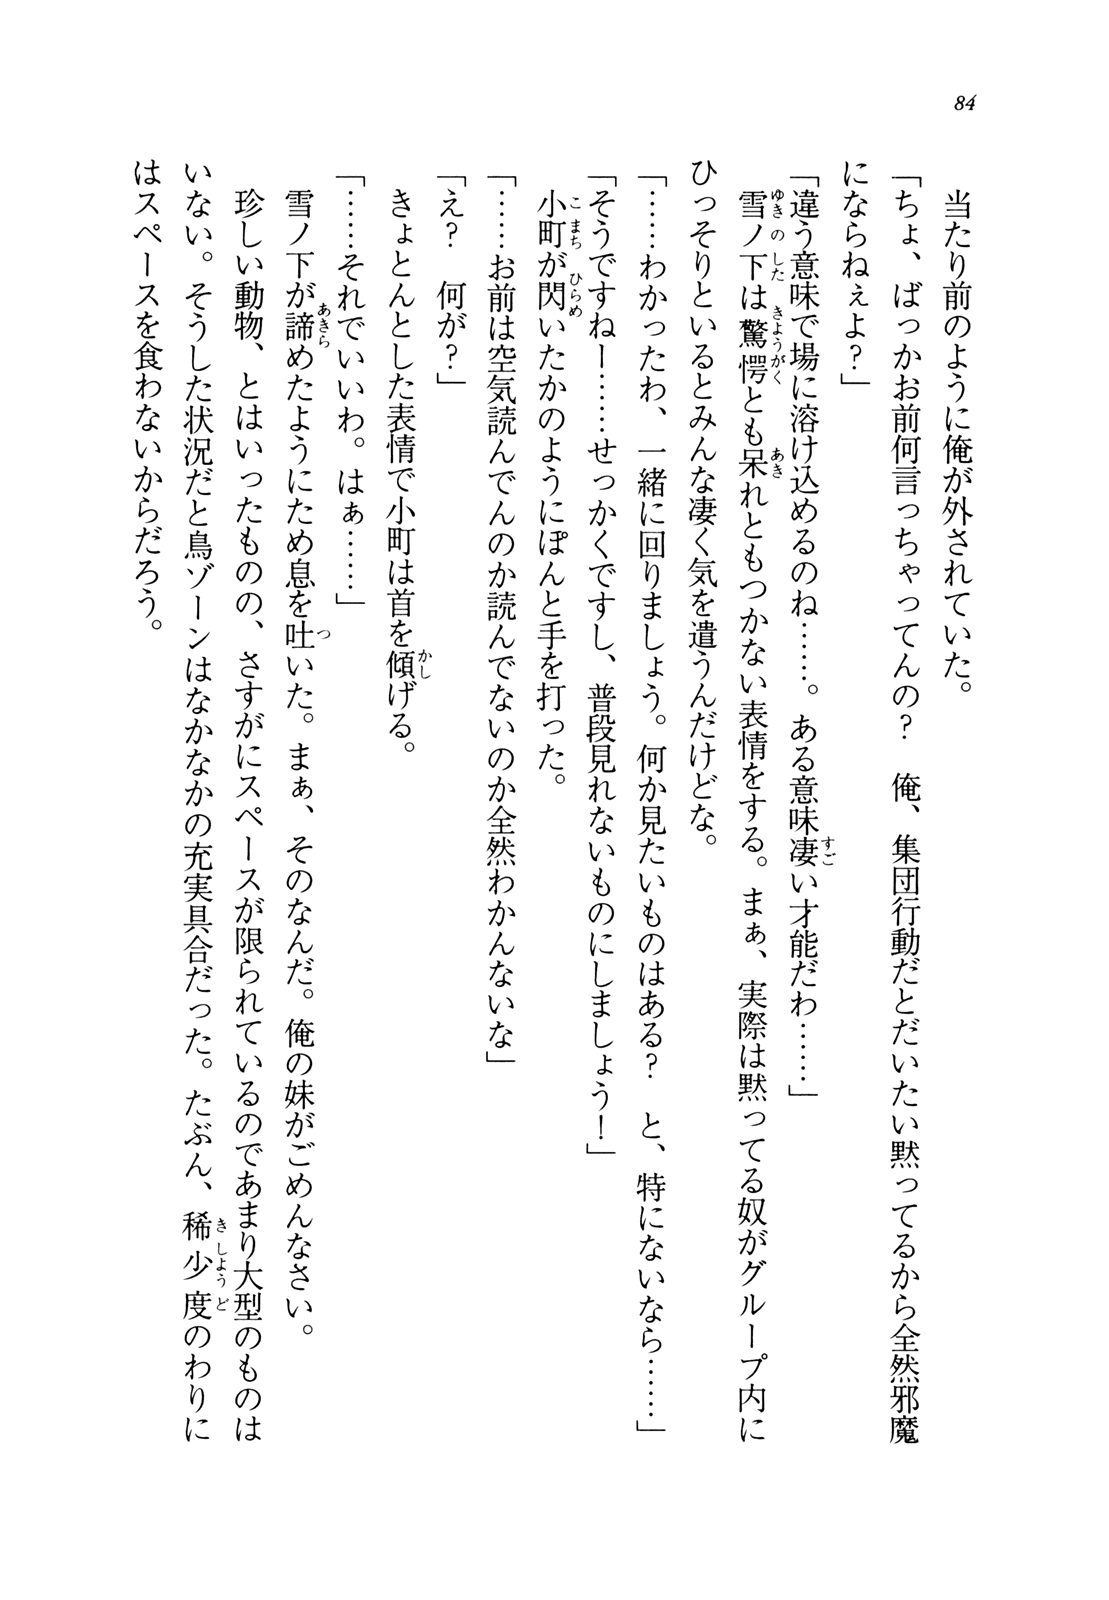 84
　当たり前のように俺が外されていた。
「ちょ、ばっかお前何言っちゃってんの？　俺、集団行動だとだいたい黙ってるから全然邪魔
にならねぇよ？」
「違う意味で場に溶け込めるのね……。ある意味凄い才能だわ……」
　雪ノ下は驚愕とも呆れともつかない表情をする。まぁ、実際は黙ってる奴がグループ内に
ひっそりといるとみんな凄く気を遣うんだけどな。
「……わかったわ、一緒に回りましょう。何か見たいものはある？　と、特にないなら……」
「そうですねー……せっかくですし、普段見れないものにしましょう！」
　小町が閃いたかのようにぽんと手を打った。
「……お前は空気読んでんのか読んでないのか全然わかんないな」
「え？　何が？」
　きょとんとした表情で小町は首を傾げる。
「……それでいいわ。はぁ……」
　雪ノ下が諦めたようにため息を吐いた。まぁ、そのなんだ。俺の妹がごめんなさい。
　珍しい動物、とはいったものの、さすがにスペースが限られているのであまり大型のものは
いない。そうした状況だと鳥ゾーンはなかなかの充実具合だった。たぶん、稀少度のわりに
はスペースを食わないからだろう。